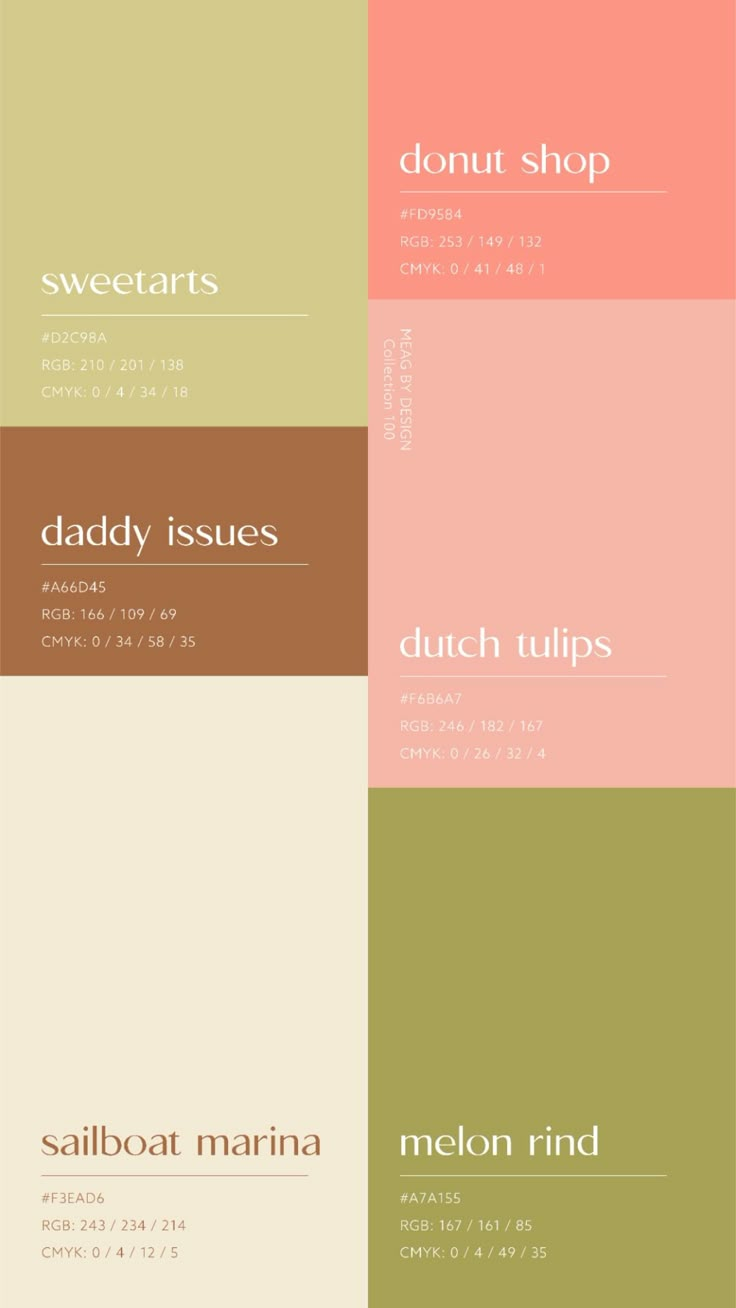 sweetarts
#D2C98A
RGB: 210 / 201 / 138
CMYK: 0 / 4 / 34 / 18
daddy issues
#A66D45
RGB: 166 / 109 / 69
CMYK: 0 / 34 / 58 / 35
sailboat marina
#F3EAD6
RGB: 243 / 234 / 214
CMYK: 0 / 4 / 12 / 5
donut shop
#FD9584
RGB: 253 / 149 / 132
CMYK: 0 / 41 / 48 / 1
MEAG BY DESIGN
Collection 100
dutch tulips
#F6B6A7
RGB: 246 / 182 / 167
CMYK: 0 / 26 / 32 / 4
melon rind
#A7A155
RGB: 167 / 161 / 85
CMYK: 0 / 4 / 49 / 35